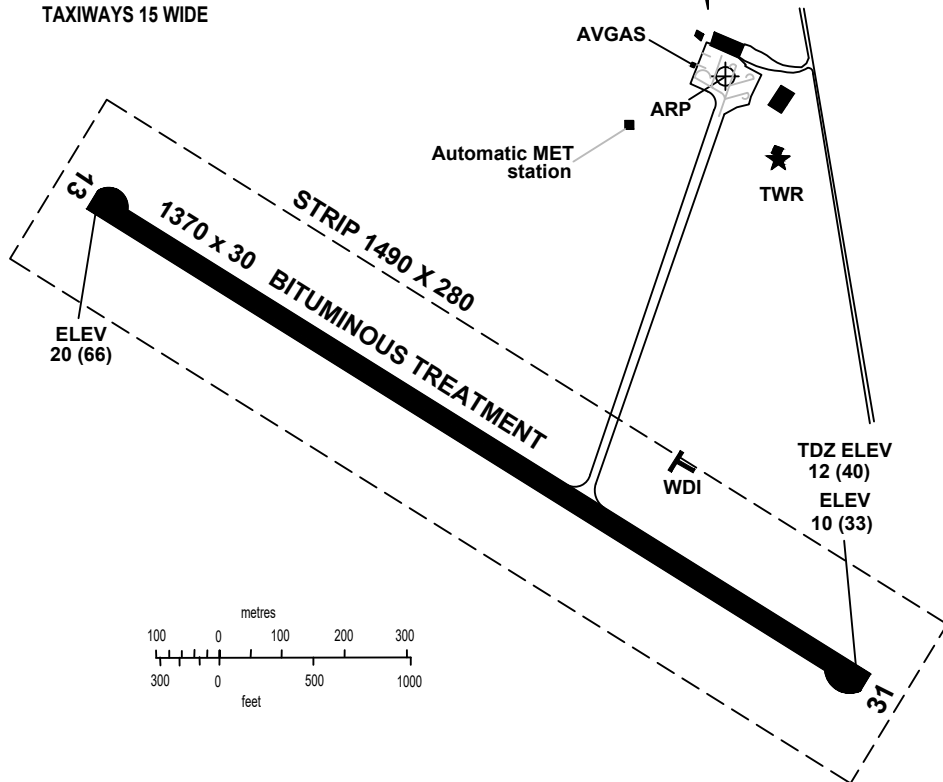 TAXIWAYS 15 WIDE
AVGAS
ARP
Automatic MET
station
TWR
13
STRIP 1490 X 280
1370 x 30 BITUMINOUS TREATMENT
ELEV
20 (66)
TDZ ELEV
12 (40)
WDI
ELEV
10 (33)
31
metres
100 0 100 200 300
300 0 500 1000
feet